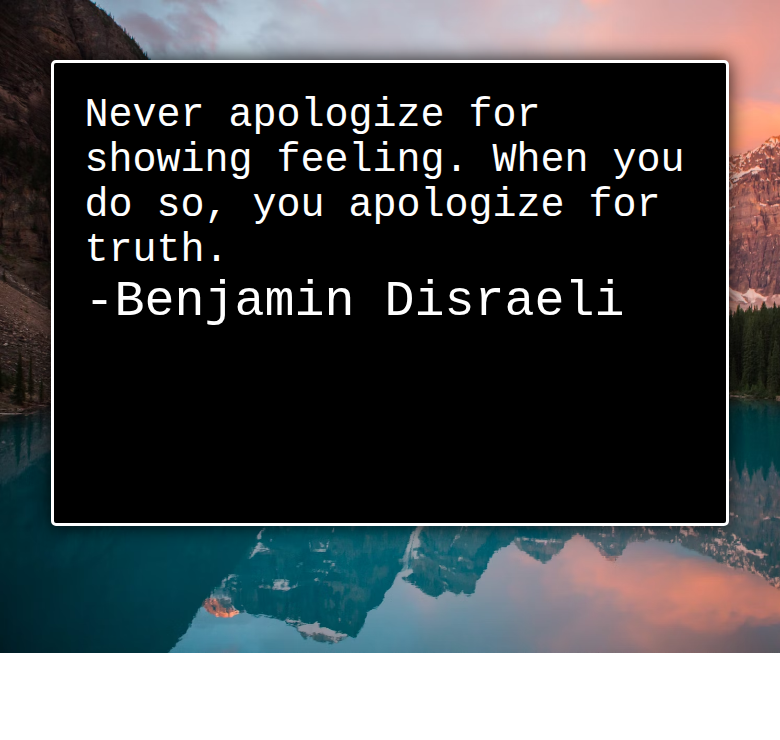 Never apologize for
showing feeling. When you
do so, you apologize for
truth.
-Benjamin Disraeli